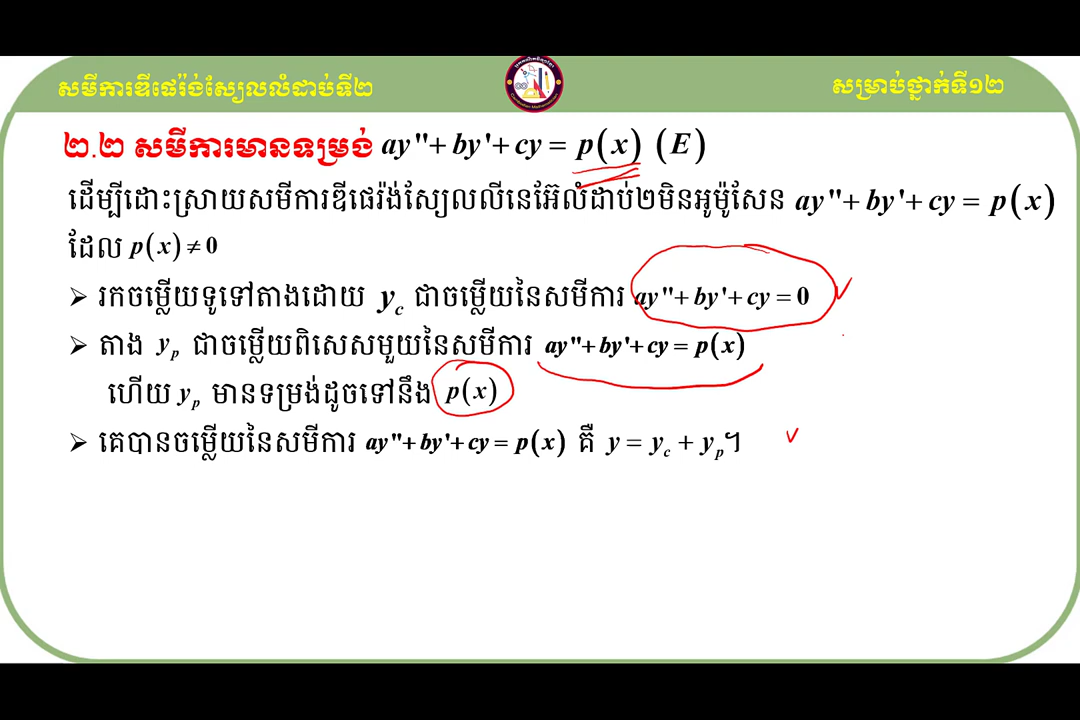 សមីការឌីផេរ៉ង់ស្យែលលំដាប់ទី២
សម្រាប់ថ្នាក់ទី១២
២.២ សមីការមានទម្រង់ ay''+ by'+ cy = p(x) (E)
ដើម្បីដោះស្រាយសមីការឌីផេរ៉ង់ស្យែលលីនេអ៊ែលំដាប់២មិនអូម៉ូសែន ay''+ by'+ cy = p(x)
ដែល p(x) ≠ 0
➢ រកចម្លើយទូទៅតាងដោយ y_c ជាចម្លើយនៃសមីការ ay''+ by'+ cy = 0
➢ តាង y_p ជាចម្លើយពិសេសមួយនៃសមីការ ay''+ by'+ cy = p(x)
ហើយ y_p មានទម្រង់ដូចទៅនឹង p(x)
➢ គេបានចម្លើយនៃសមីការ ay''+ by'+ cy = p(x) គឺ y = y_c + y_p។